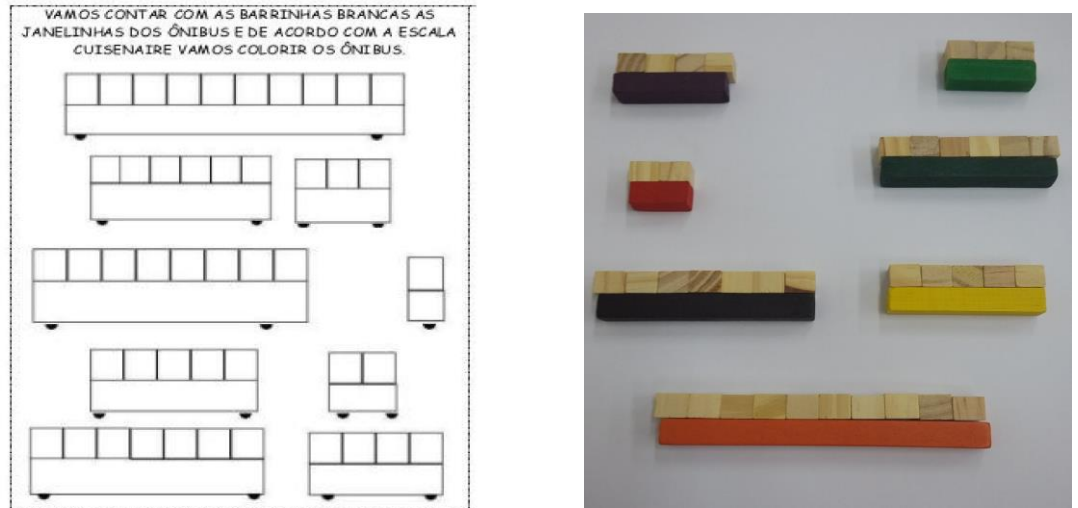 VAMOS CONTAR COM AS BARRINHAS BRANCAS AS
JANELINHAS DOS ÔNIBUS E DE ACORDO COM A ESCALA
CUISENAIRE VAMOS COLORIR OS ÔNIBUS.